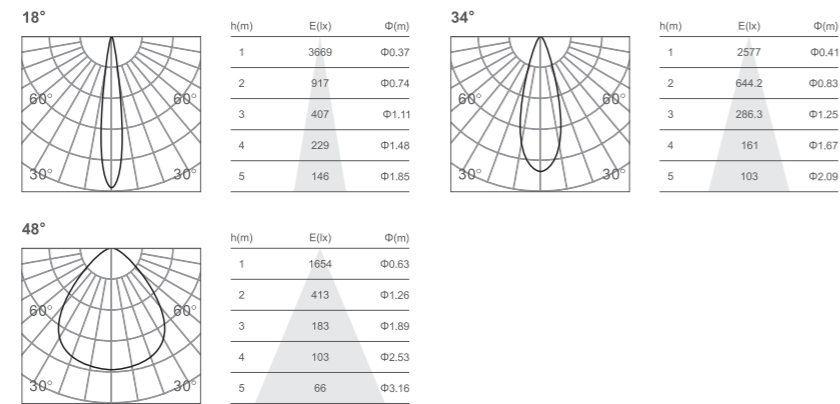 18°
60° 60°
30° 30°
h(m) E(lx) Φ(m)
1 3669 Φ0.37
2 917 Φ0.74
3 407 Φ1.11
4 229 Φ1.48
5 146 Φ1.85
34°
60° 60°
30° 30°
h(m) E(lx) Φ(m)
1 2577 Φ0.41
2 644.2 Φ0.83
3 286.3 Φ1.25
4 161 Φ1.67
5 103 Φ2.09
48°
60° 60°
30° 30°
h(m) E(lx) Φ(m)
1 1654 Φ0.63
2 413 Φ1.26
3 183 Φ1.89
4 103 Φ2.53
5 66 Φ3.16